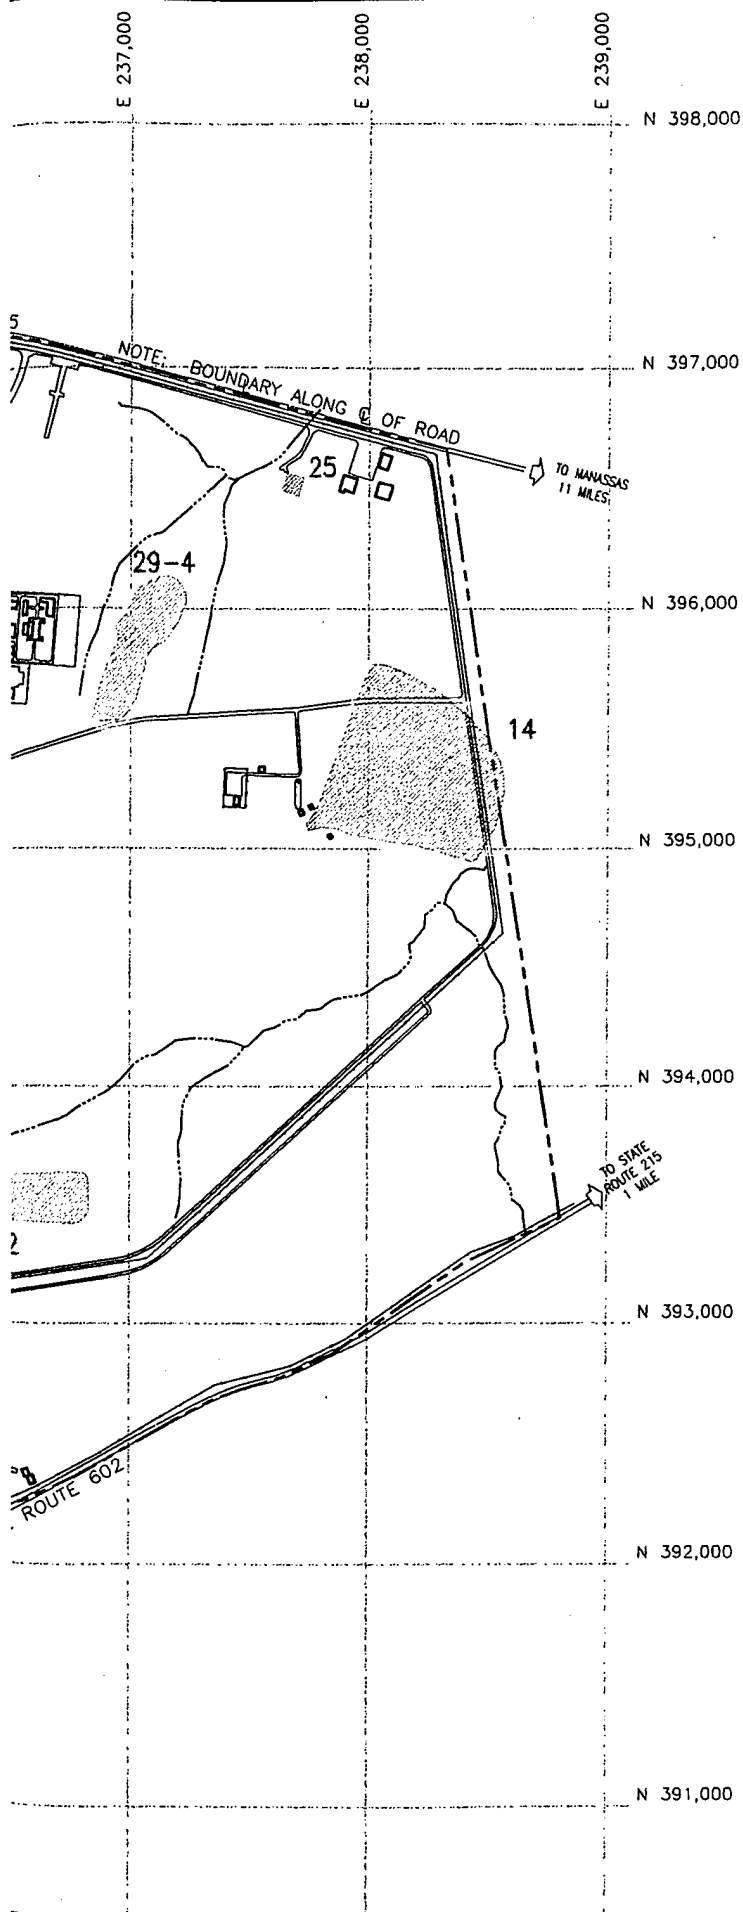 E 237,000
E 238,000
E 239,000
N 398,000
5
NOTE: BOUNDARY ALONG ℄ OF ROAD
N 397,000
TO MANASSAS
11 MILES
25
29-4
N 396,000
14
N 395,000
N 394,000
TO STATE
ROUTE 215
1 MILE
2
N 393,000
ROUTE 602
N 392,000
N 391,000